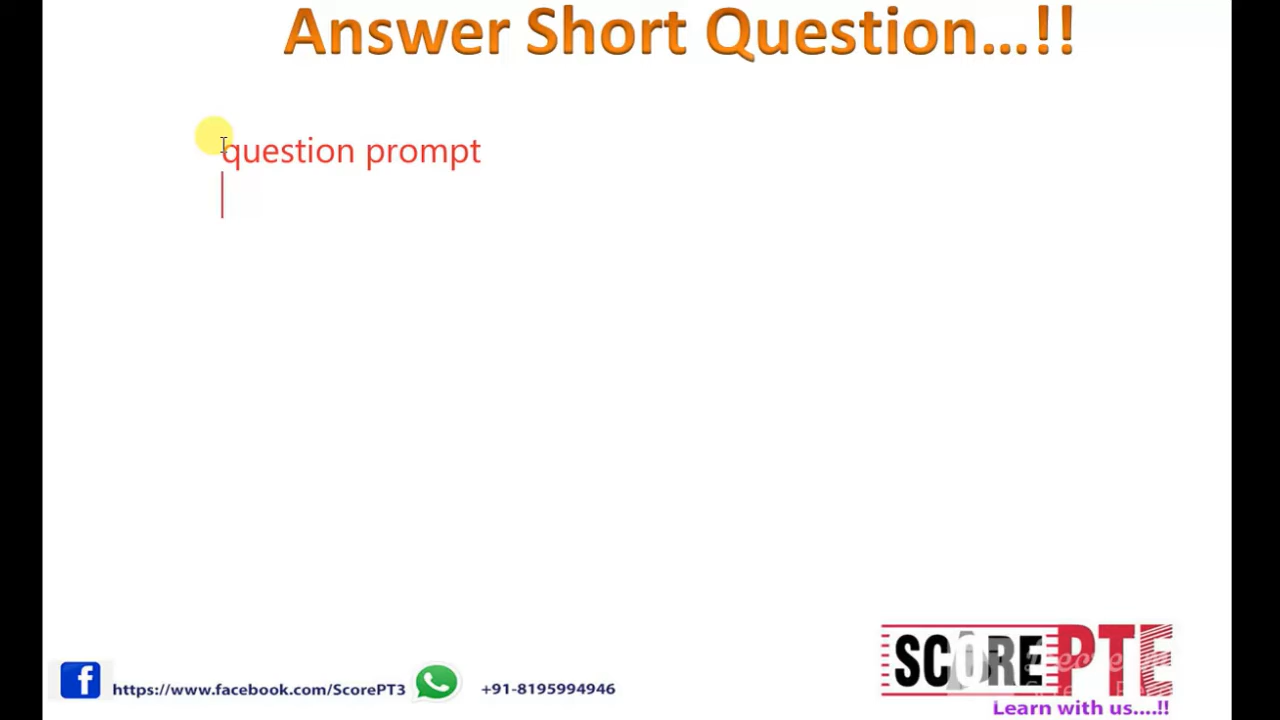 Answer Short Question...!!
question prompt
https://www.facebook.com/ScorePT3
+91-8195994946
SCORE PTE
Learn with us....!!